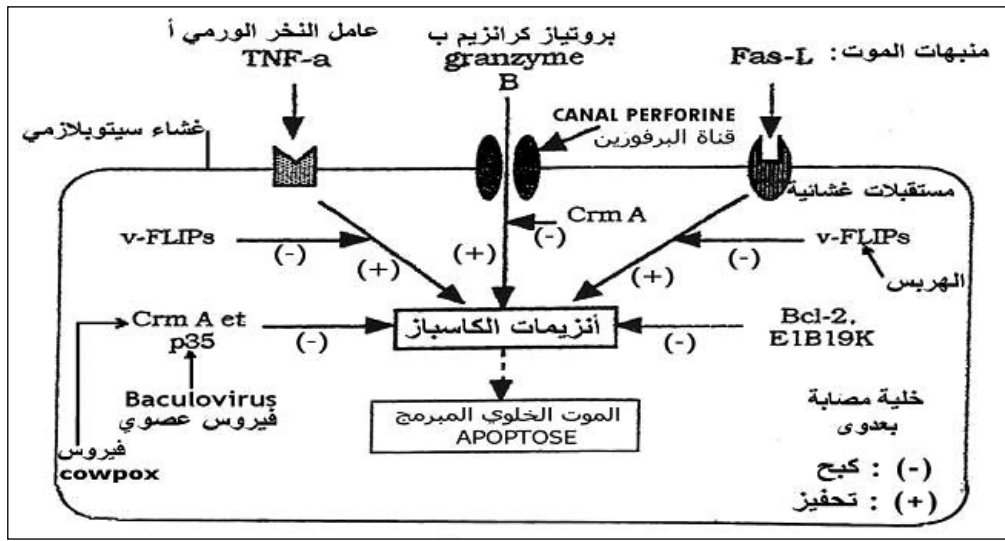 عامل النخر الورمي أ
TNF-a
بروتياز كرانزيم ب
granzyme
B
منبهات الموت: Fas-L
CANAL PERFORINE
قناة البرفورين
غشاء سيتوبلازمي
مستقبلات غشائية
Crm A
(-)
v-FLIPs
(-)
(+)
(+)
(+)
(-)
v-FLIPs
الهربس
Crm A et
p35
(-)
أنزيمات الكاسباز
(-)
Bcl-2,
E1B19K
Baculovirus
فيروس عصوي
فيروس
cowpox
الموت الخلوي المبرمج
APOPTOSE
خلية مصابة
بعدوى
(-) : كبح
(+) : تحفيز